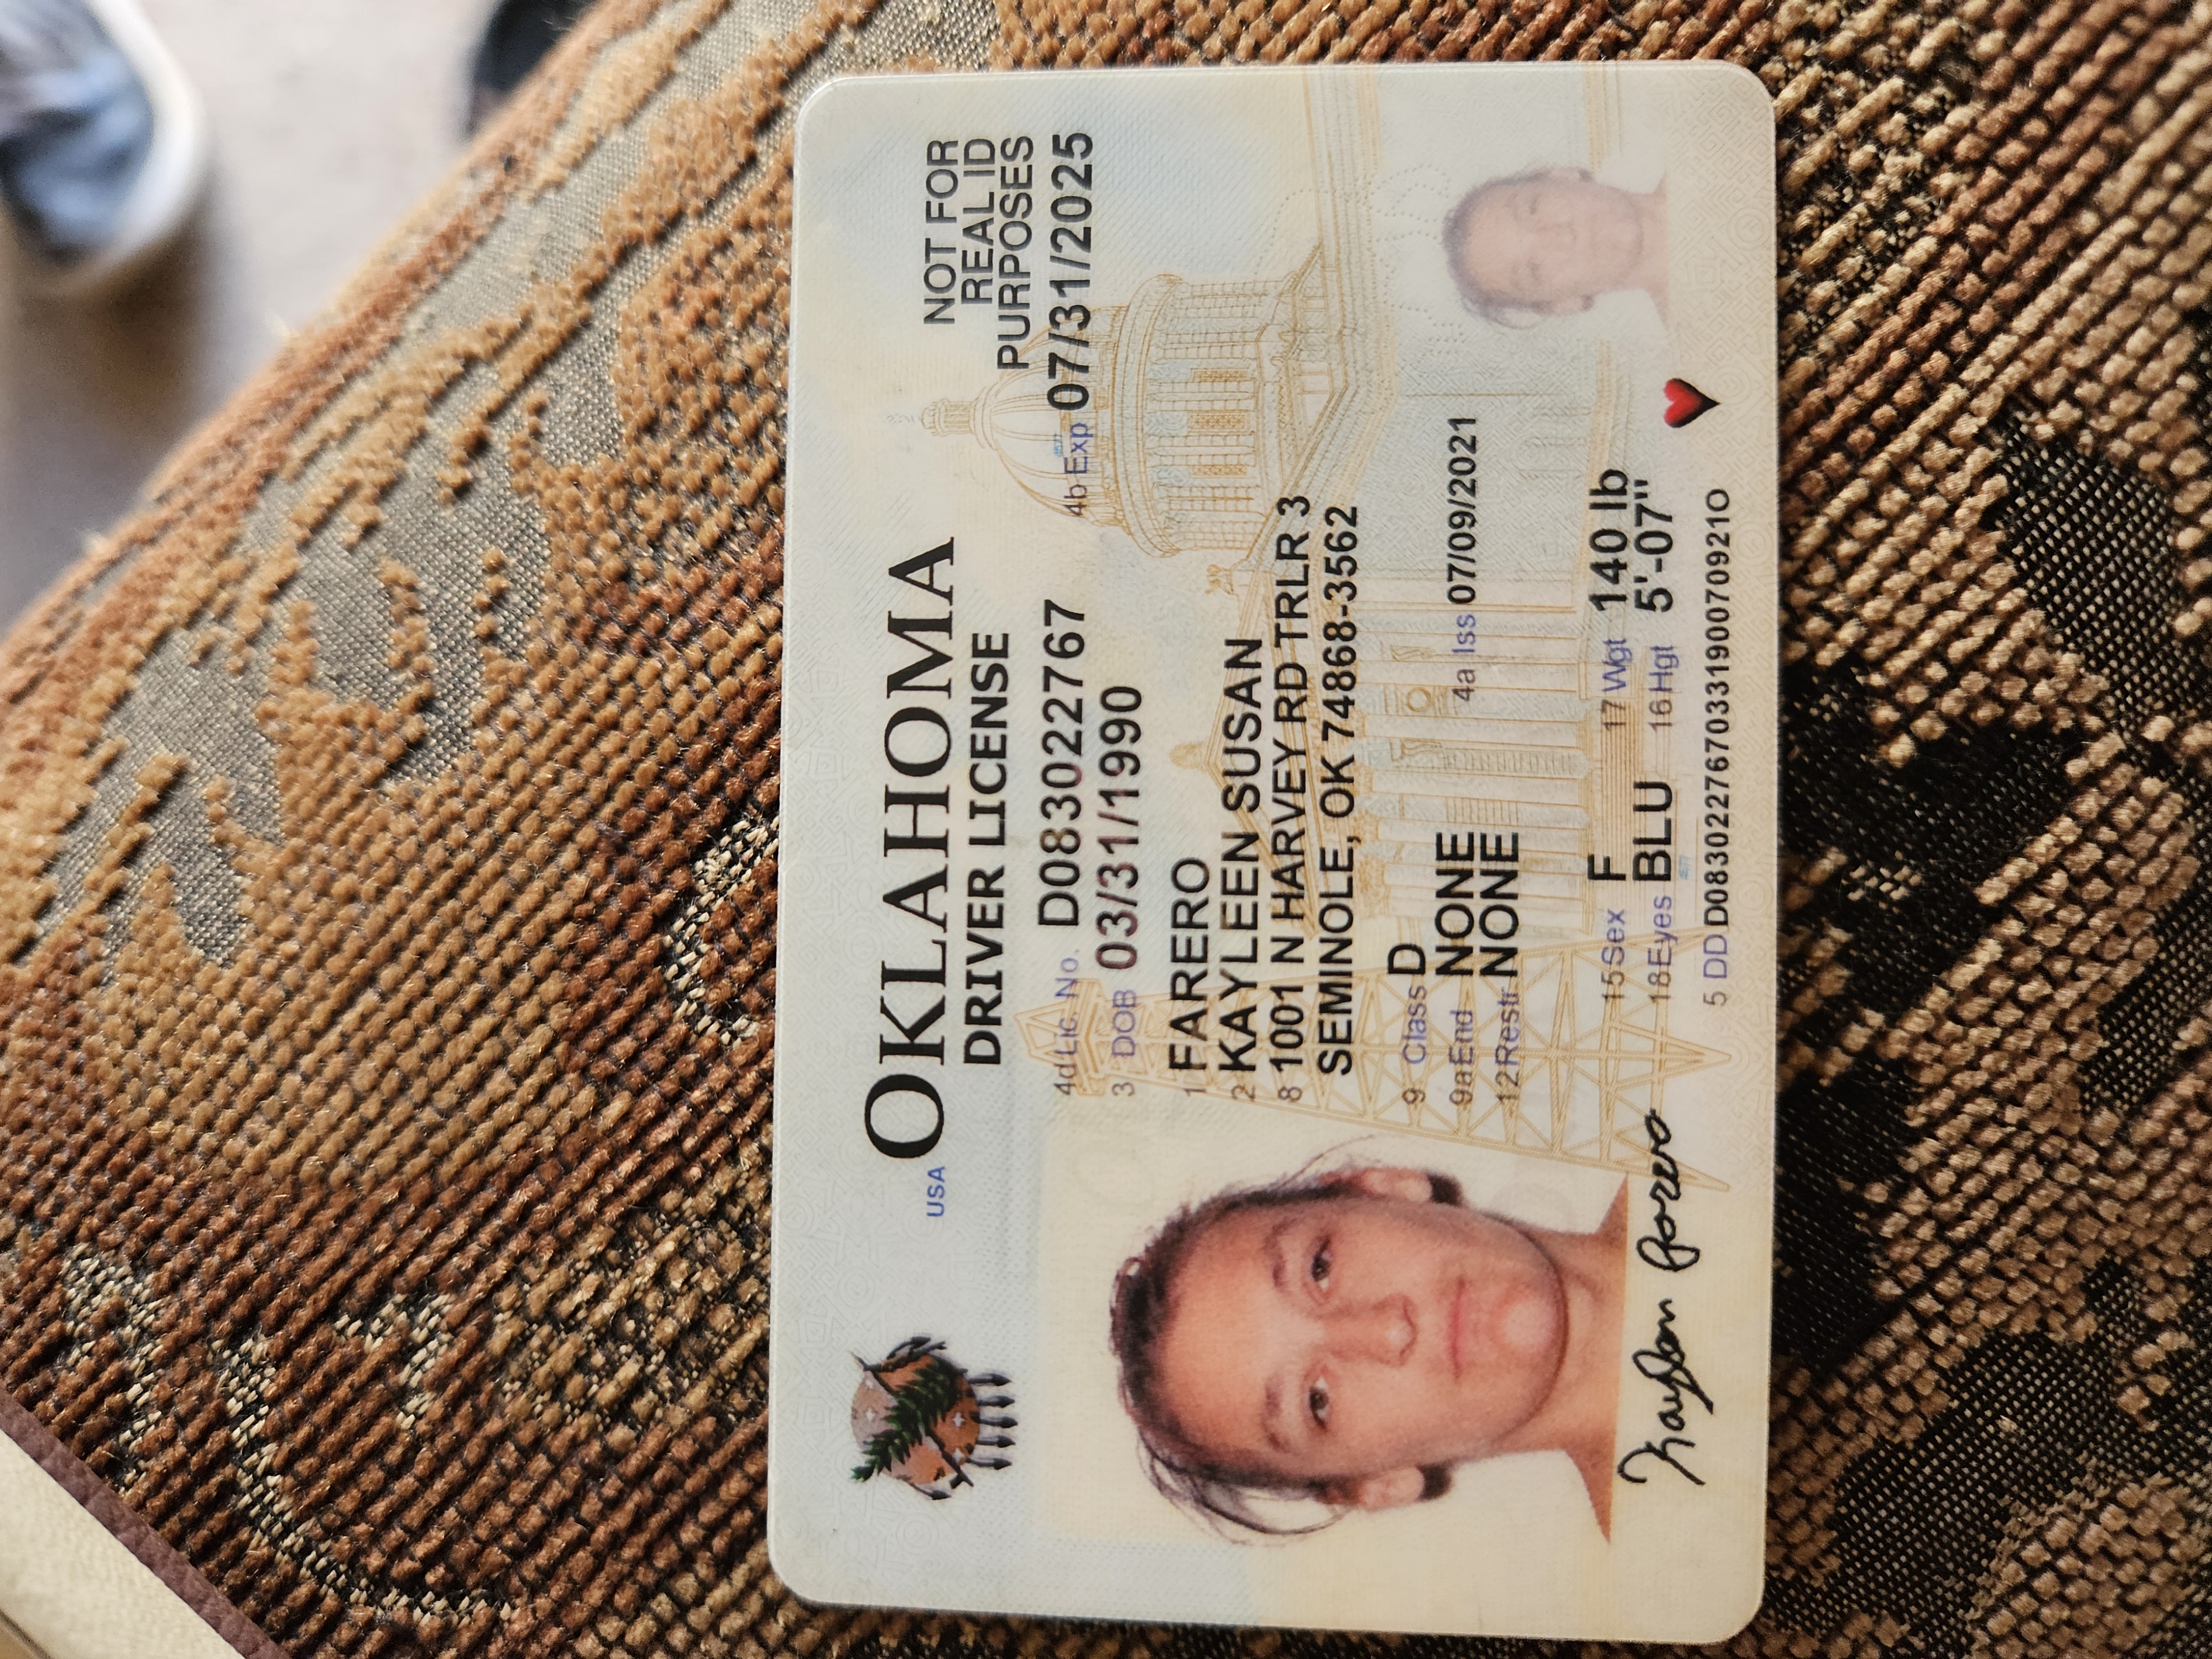 USA OKLAHOMA
DRIVER LICENSE
NOT FOR
REAL ID
PURPOSES
4d Lic. No. D083022767
4b Exp 07/31/2025
3 DOB 03/31/1990
1 FARERO
2 KAYLEEN SUSAN
8 1001 N HARVEY RD TRLR 3
SEMINOLE, OK 74868-3562
9 Class D
9a End NONE
4a Iss 07/09/2021
12 Restr. NONE
15 Sex F
17 Wgt 140 lb
18 Eyes BLU
16 Hgt 5'-07"
5 DD D0830227670331900709210